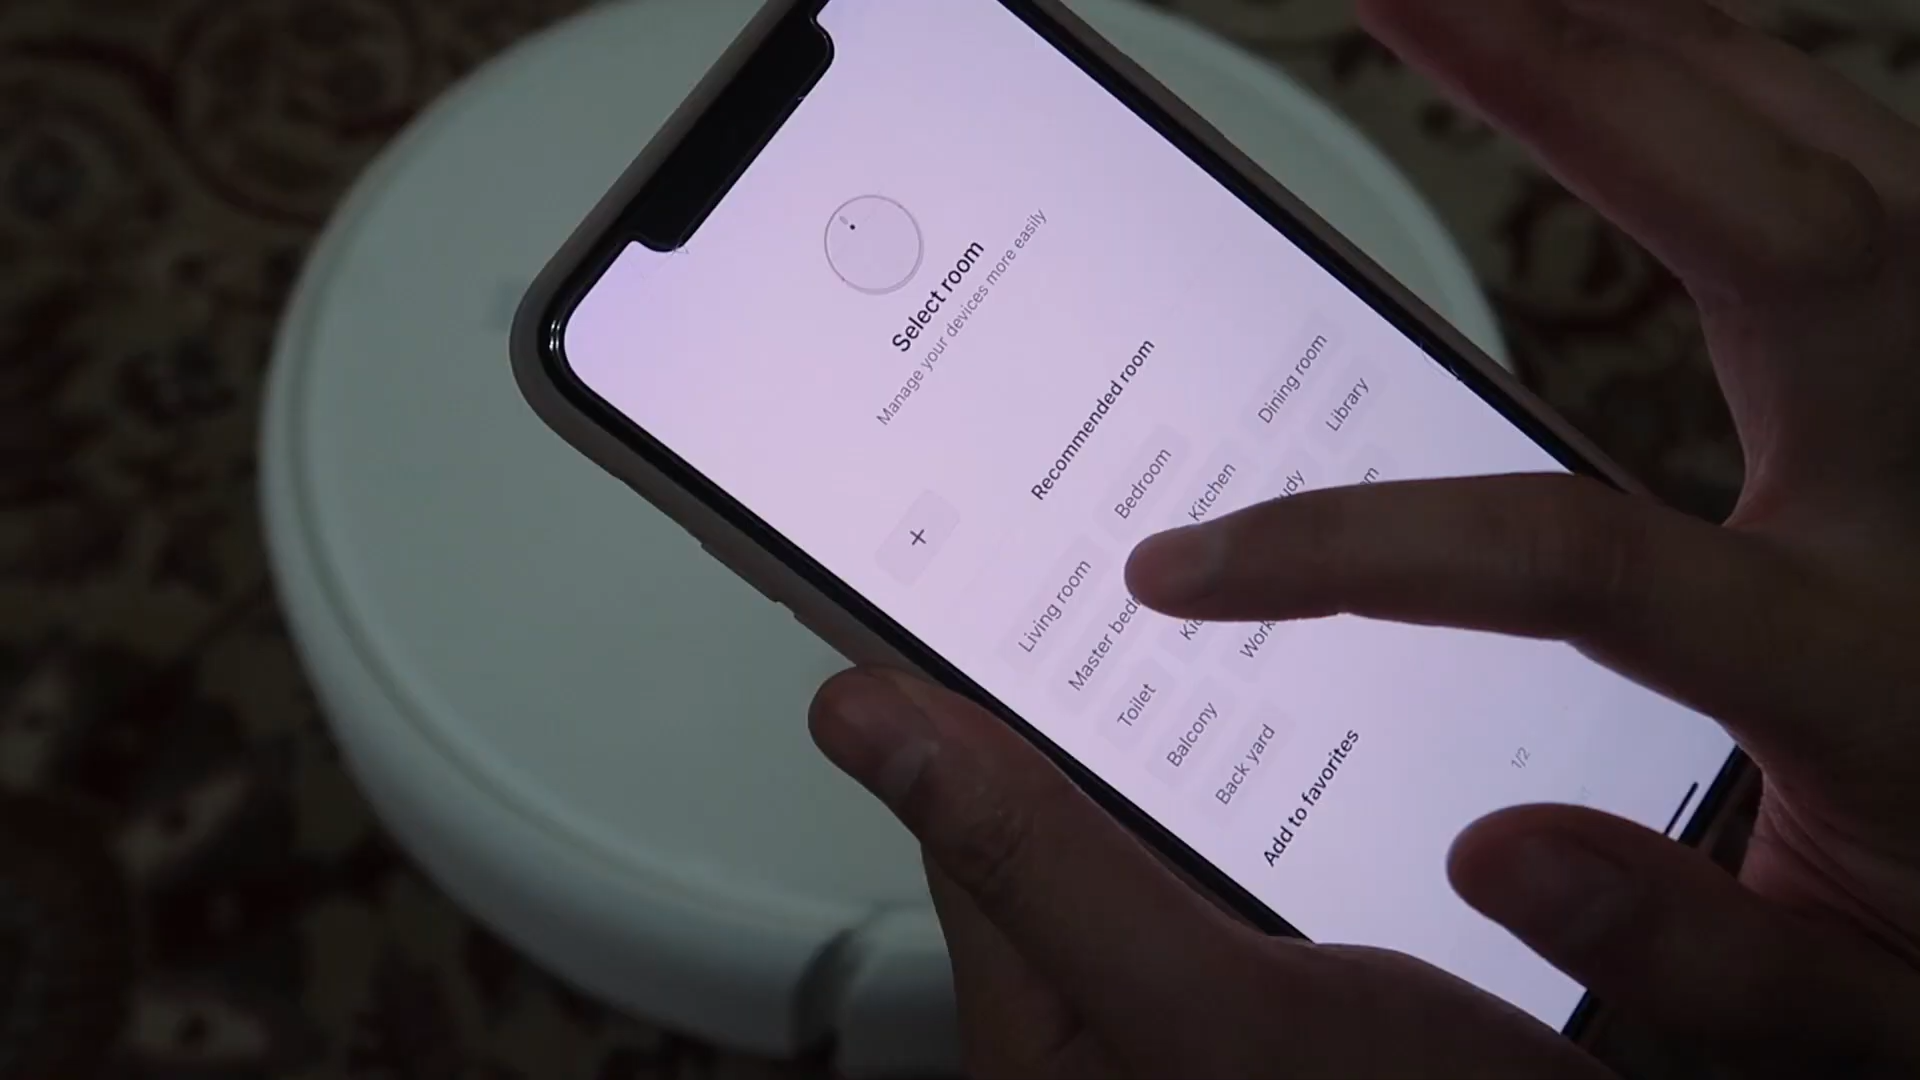 Select room
Manage your devices more easily
+
Recommended room
Living room Bedroom
Master Kitchen Dining room
Toilet Library
Balcony
Back yard
Add to favorites
1/2